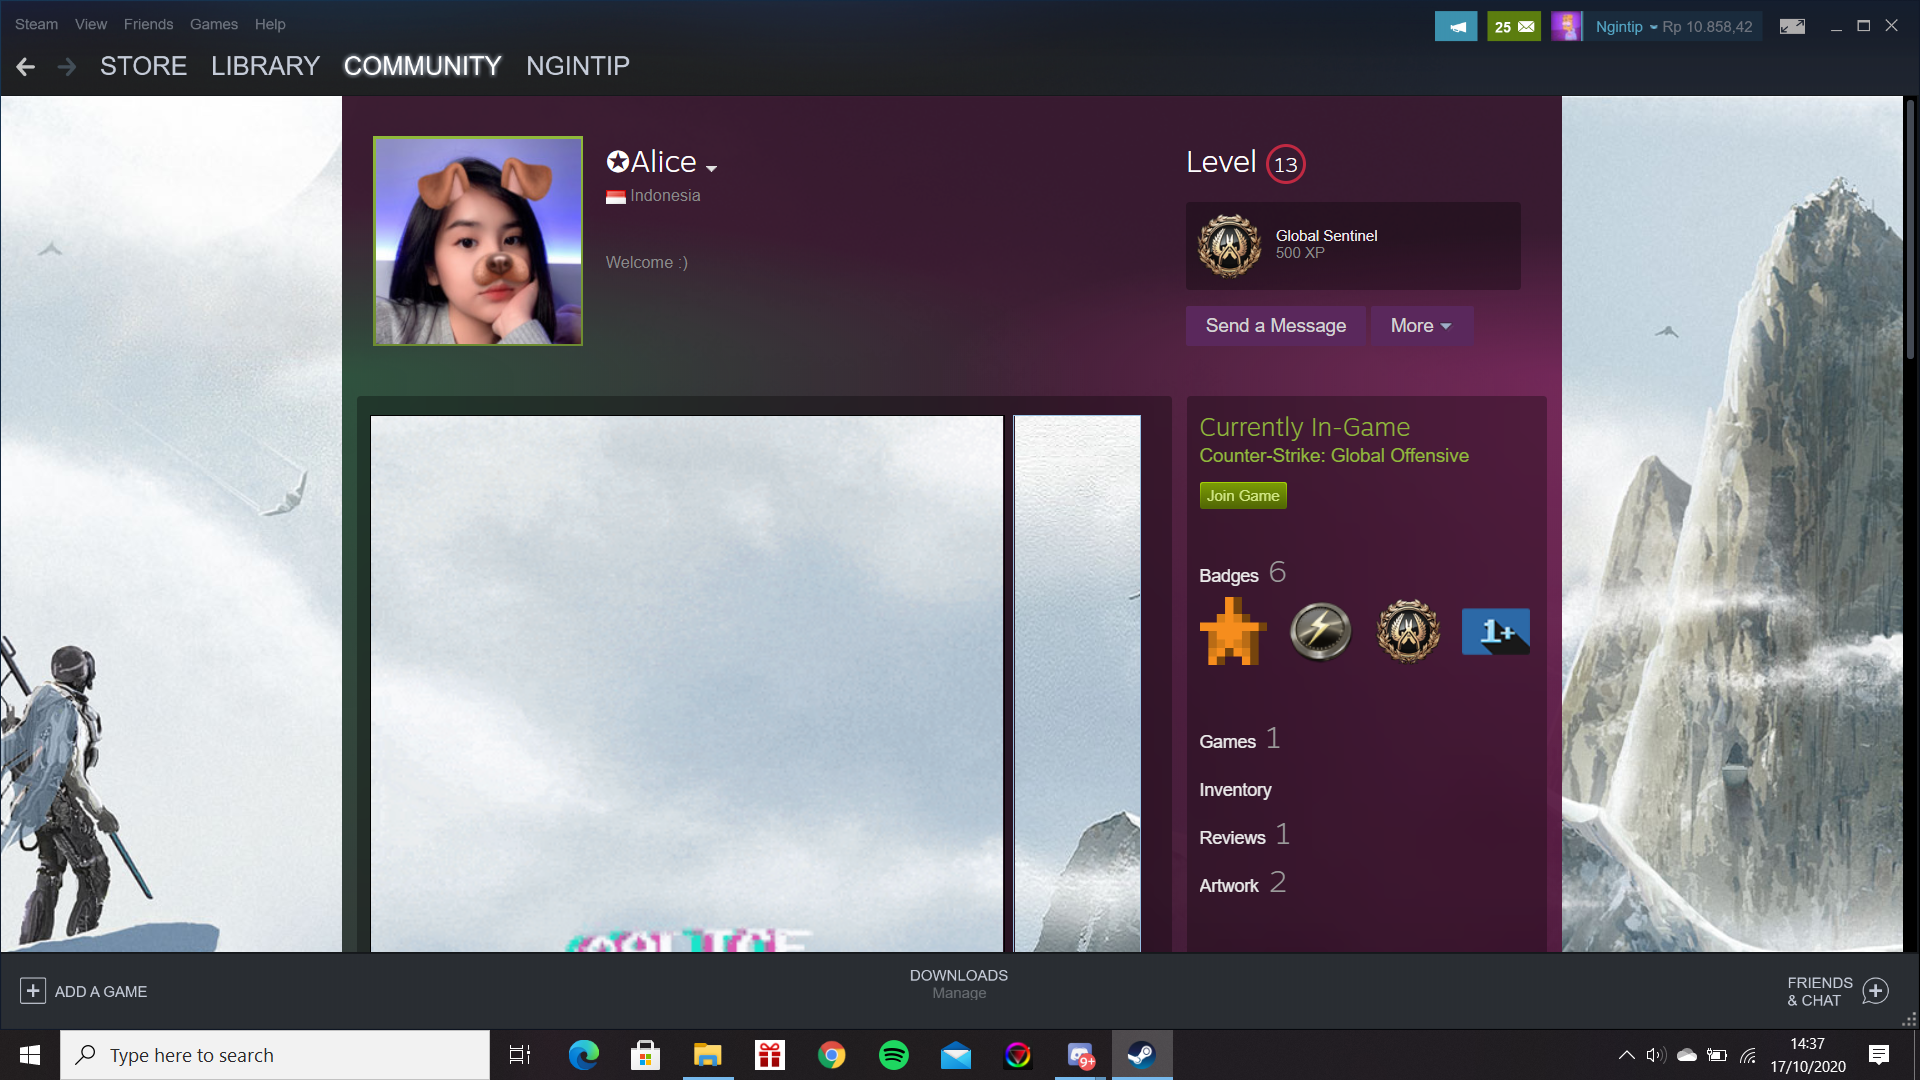 Steam View Friends Games Help
25
Ngintip Rp 10.858,42
STORE LIBRARY COMMUNITY NGINTIP
Alice
Indonesia
Welcome :)
Level 13
Global Sentinel
500 XP
Send a Message
More
Currently In-Game
Counter-Strike: Global Offensive
Join Game
Badges 6
1+
Games 1
Inventory
Reviews 1
Artwork 2
ADD A GAME
DOWNLOADS
Manage
FRIENDS
& CHAT
Type here to search
9+
14:37
17/10/2020